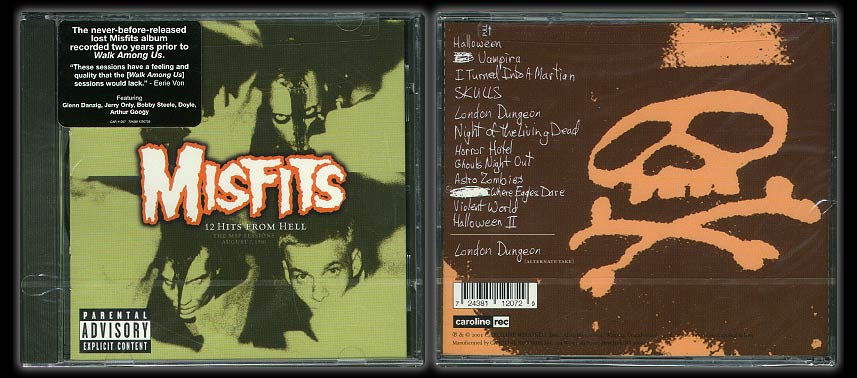 The never-before-released
lost Misfits album
recorded two years prior to
Walk Among Us.
"These sessions have a feeling and
quality that the [Walk Among Us]
sessions would lack." - Eerie Von
Featuring
Glenn Danzig, Jerry Only, Bobby Steele, Doyle,
Arthur Googy
MISFITS
12 HITS FROM HELL
THE MSP SESSIONS
PARENTAL
ADVISORY
EXPLICIT CONTENT
Halloween
Vampira
I Turned Into A Martian
SKULLS
London Dungeon
Night of the Living Dead
Horror Hotel
Ghouls Night Out
Astro Zombies
Where Eagles Dare
Violent World
Halloween II
London Dungeon
(ALTERNATE TAKE)
7 24381 12072 9
caroline rec